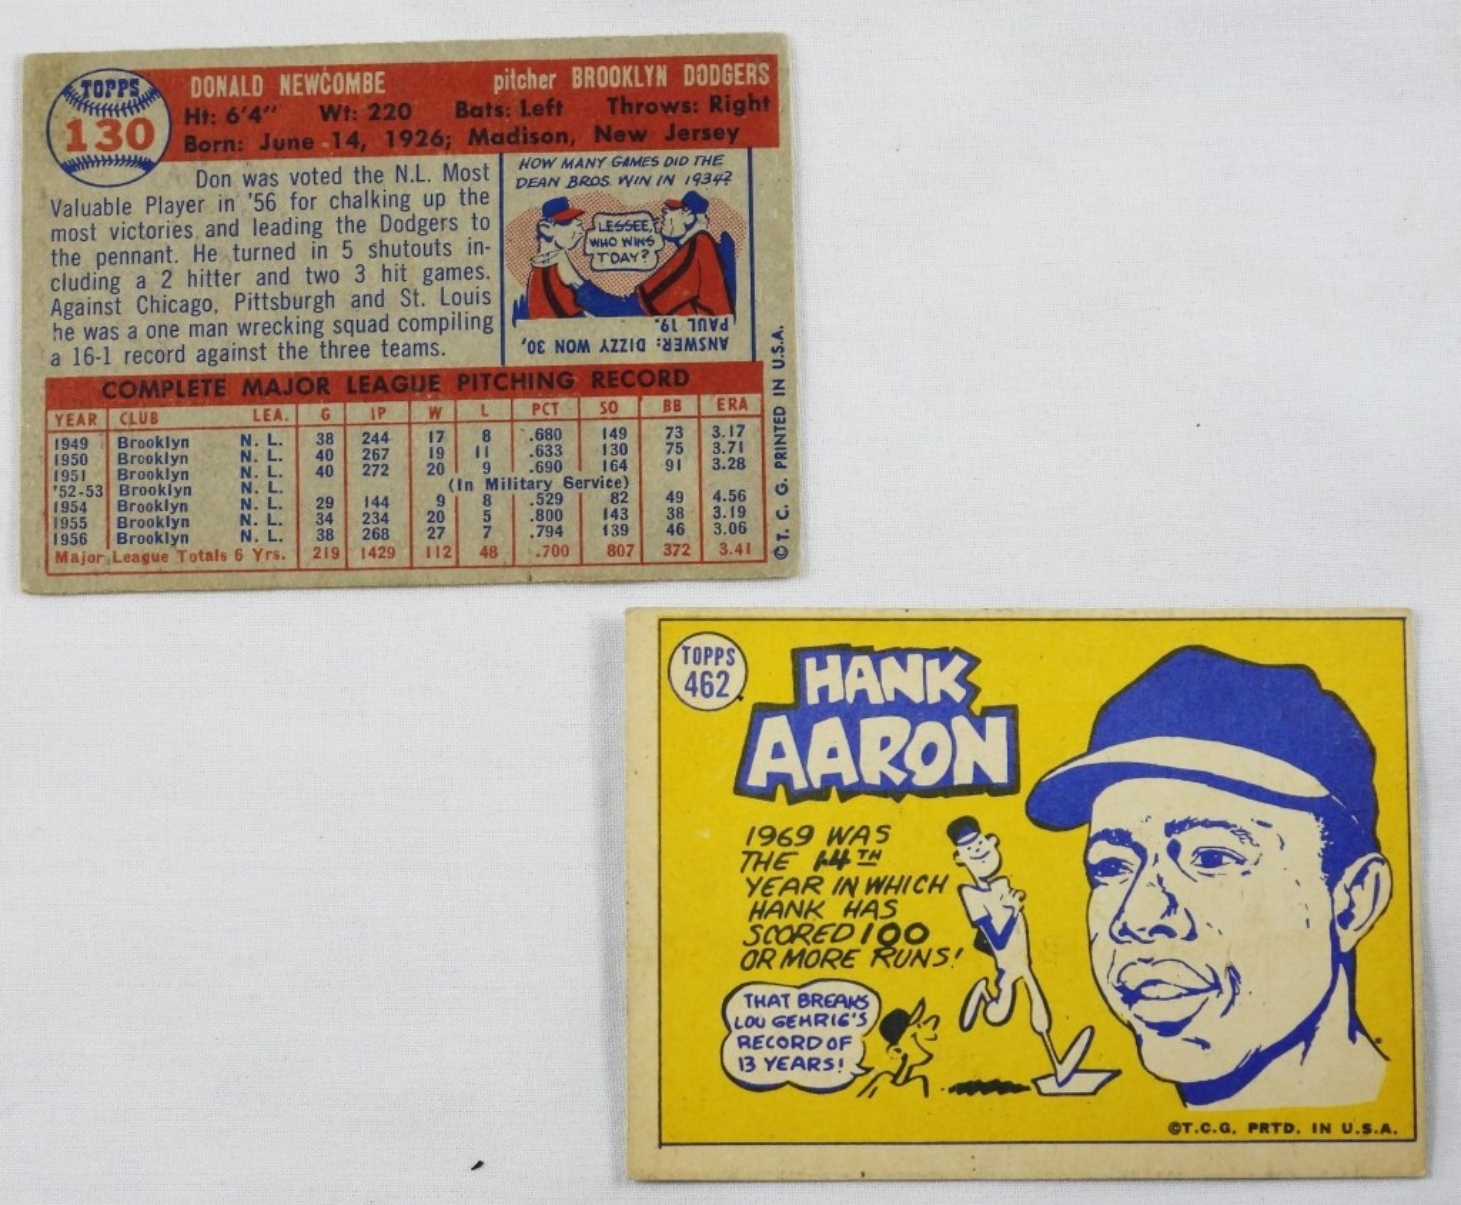 TOPPS
130
DONALD NEWCOMBE pitcher BROOKLYN DODGERS
Ht: 6'4" Wt: 220 Bats: Left Throws: Right
Born: June 14, 1926; Madison, New Jersey
Don was voted the N.L. Most
Valuable Player in '56 for chalking up the
most victories and leading the Dodgers to
the pennant. He turned in 5 shutouts in-
cluding a 2 hitter and two 3 hit games.
Against Chicago, Pittsburgh and St. Louis
he was a one man wrecking squad compiling
a 16-1 record against the three teams.
HOW MANY GAMES DID THE
DEAN BROS. WIN IN 1934?
LESSEE,
WHO WINS
T'DAY?
ANSWER: DIZZY WON 30,
PAUL 19.
COMPLETE MAJOR LEAGUE PITCHING RECORD
YEAR CLUB LEA. G IP W L PCT SO BB ERA
1949 Brooklyn N. L. 38 244 17 8 .680 149 73 3.17
1950 Brooklyn N. L. 40 267 19 11 .633 130 75 3.71
1951 Brooklyn N. L. 40 272 20 9 .690 164 91 3.28
'52-53 Brooklyn N. L. (In Military Service)
1954 Brooklyn N. L. 29 144 9 8 .529 82 49 4.56
1955 Brooklyn N. L. 34 234 20 5 .800 143 38 3.19
1956 Brooklyn N. L. 38 268 27 7 .794 139 46 3.06
Major League Totals 6 Yrs. 219 1429 112 48 .700 807 372 3.41
© T. C. G. PRINTED IN U.S.A.
TOPPS
462
HANK
AARON
1969 WAS
THE 14TH
YEAR IN WHICH
HANK HAS
SCORED 100
OR MORE RUNS!
THAT BREAKS
LOU GEHRIG'S
RECORD OF
13 YEARS!
©T.C.G. PRTD. IN U.S.A.